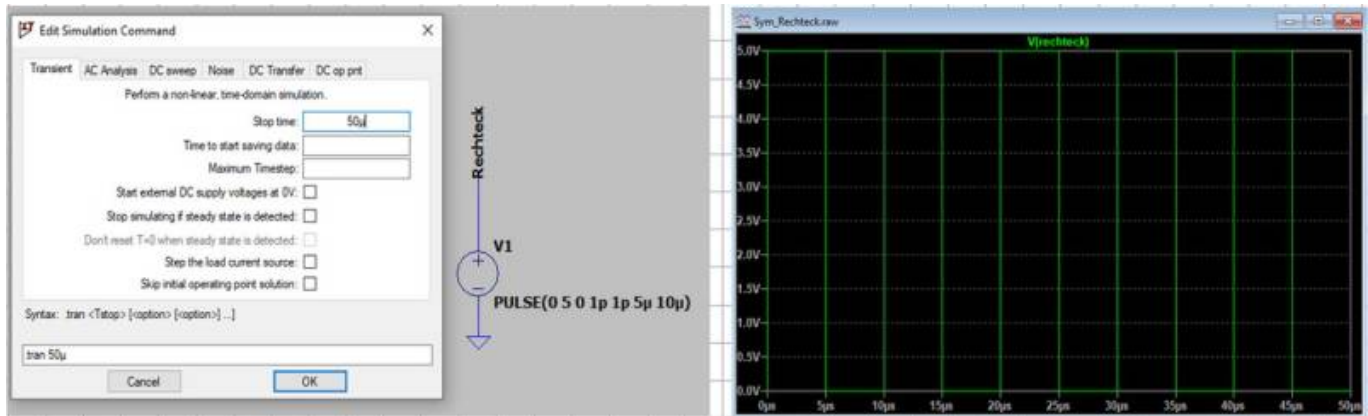 Edit Simulation Command
Transient AC Analysis DC sweep Noise DC Transfer DC op pnt
Perform a non-linear, time-domain simulation.
Stop time: 50µ
Time to start saving data:
Maximum Timestep:
Start external DC supply voltages at 0V:
Stop simulating if steady state is detected:
Don't reset T=0 when steady state is detected:
Step the load current source:
Skip initial operating point solution:
Syntax: .tran <Tstop> [<option> [<option>] ...]
.tran 50µ
Cancel OK
Rechteck
V1
PULSE(0 5 0 1p 1p 5µ 10µ)
Sym_Rechteck.raw
V(rechteck)
5.0V
4.5V
4.0V
3.5V
3.0V
2.5V
2.0V
1.5V
1.0V
0.5V
0.0V
0µs 5µs 10µs 15µs 20µs 25µs 30µs 35µs 40µs 45µs 50µs